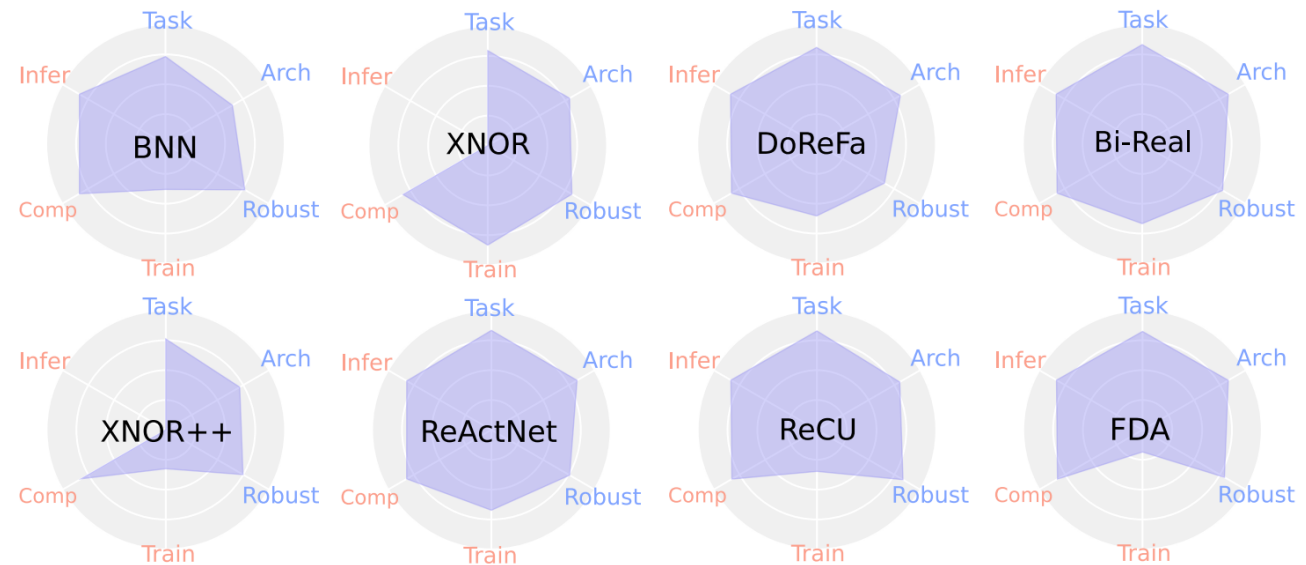 Task
Infer
Arch
BNN
Comp
Robust
Train
Task
Infer
Arch
XNOR
Comp
Robust
Train
Task
Infer
Arch
DoReFa
Comp
Robust
Train
Task
Infer
Arch
Bi-Real
Comp
Robust
Train
Task
Infer
Arch
XNOR++
Comp
Robust
Train
Task
Infer
Arch
ReActNet
Comp
Robust
Train
Task
Infer
Arch
ReCU
Comp
Robust
Train
Task
Infer
Arch
FDA
Comp
Robust
Train